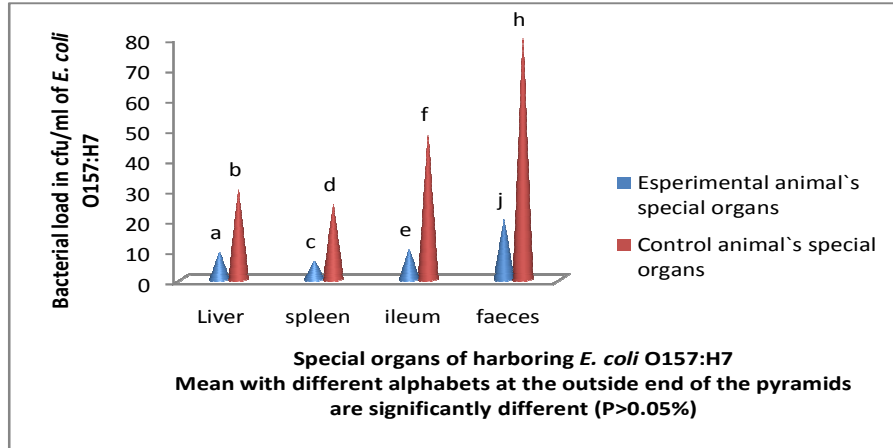 Bacterial load in cfu/ml of E. coli
O157:H7
80
70
60
50
40
30
20
10
0
a
b
c
d
e
f
j
h
Liver
spleen
ileum
faeces
Esperimental animal`s
special organs
Control animal`s special
organs
Special organs of harboring E. coli O157:H7
Mean with different alphabets at the outside end of the pyramids
are significantly different (P>0.05%)